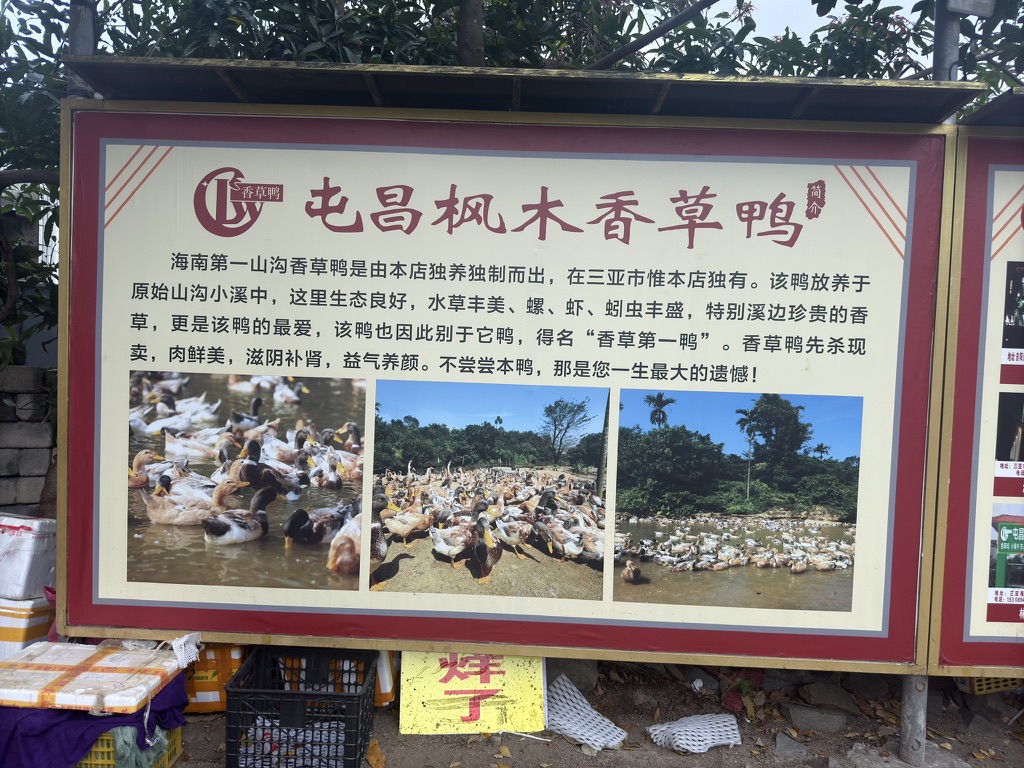 香草鸭
屯昌枫木香草鸭
简介
海南第一山沟香草鸭是由本店独养独制而出，在三亚市惟本店独有。该鸭放养于
原始山沟小溪中，这里生态良好，水草丰美、螺、虾、蚓虫丰盛，特别溪边珍贵的香
草，更是该鸭的最爱，该鸭也因此别于它鸭，得名“香草第一鸭”。香草鸭先杀现
卖，肉鲜美，滋阴补肾，益气养颜。不尝尝本鸭，那是您一生最大的遗憾！
了